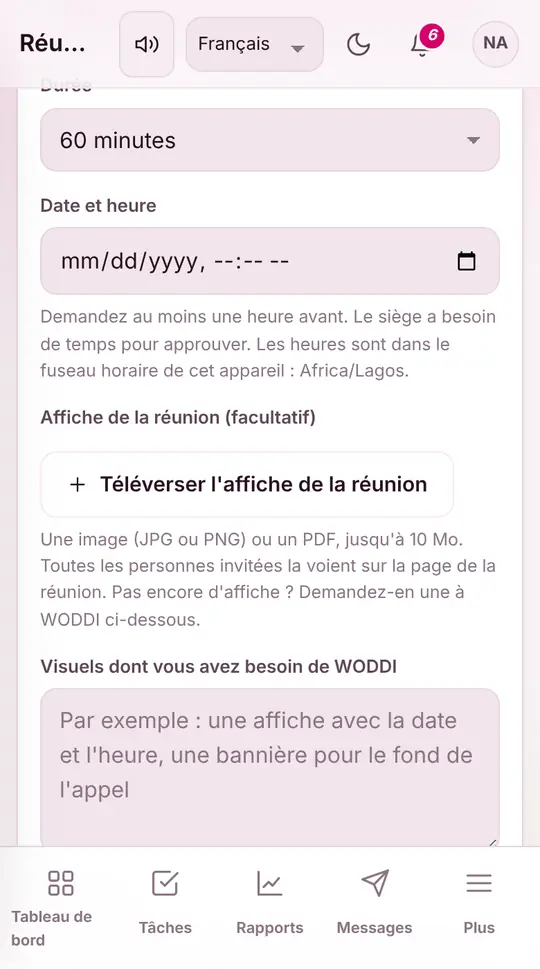 Réu...
Français
6
NA
Durée
60 minutes
Date et heure
mm/dd/yyyy, --:-- --
Demandez au moins une heure avant. Le siège a besoin
de temps pour approuver. Les heures sont dans le
fuseau horaire de cet appareil : Africa/Lagos.
Affiche de la réunion (facultatif)
+ Téléverser l'affiche de la réunion
Une image (JPG ou PNG) ou un PDF, jusqu'à 10 Mo.
Toutes les personnes invitées la voient sur la page de la
réunion. Pas encore d'affiche ? Demandez-en une à
WODDI ci-dessous.
Visuels dont vous avez besoin de WODDI
Par exemple : une affiche avec la date
et l'heure, une bannière pour le fond de
l'appel
Tableau de
bord
Tâches
Rapports
Messages
Plus